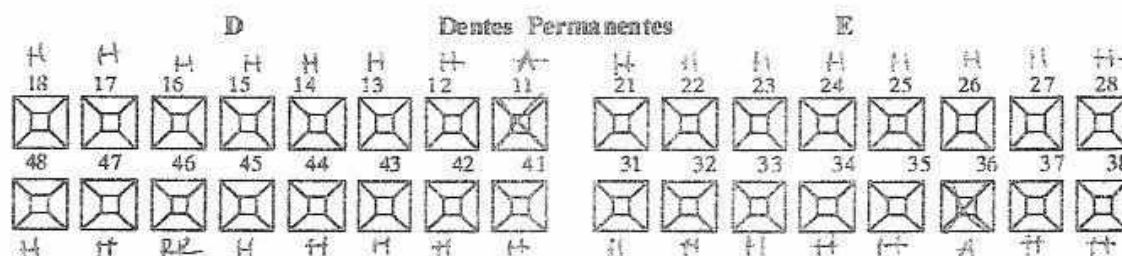 D Dentes Permanentes E
H H H H H H H A H H H H H H H H
18 17 16 15 14 13 12 11 21 22 23 24 25 26 27 28
48 47 46 45 44 43 42 41 31 32 33 34 35 36 37 38
H H RR H H H H H H H H H H A H H